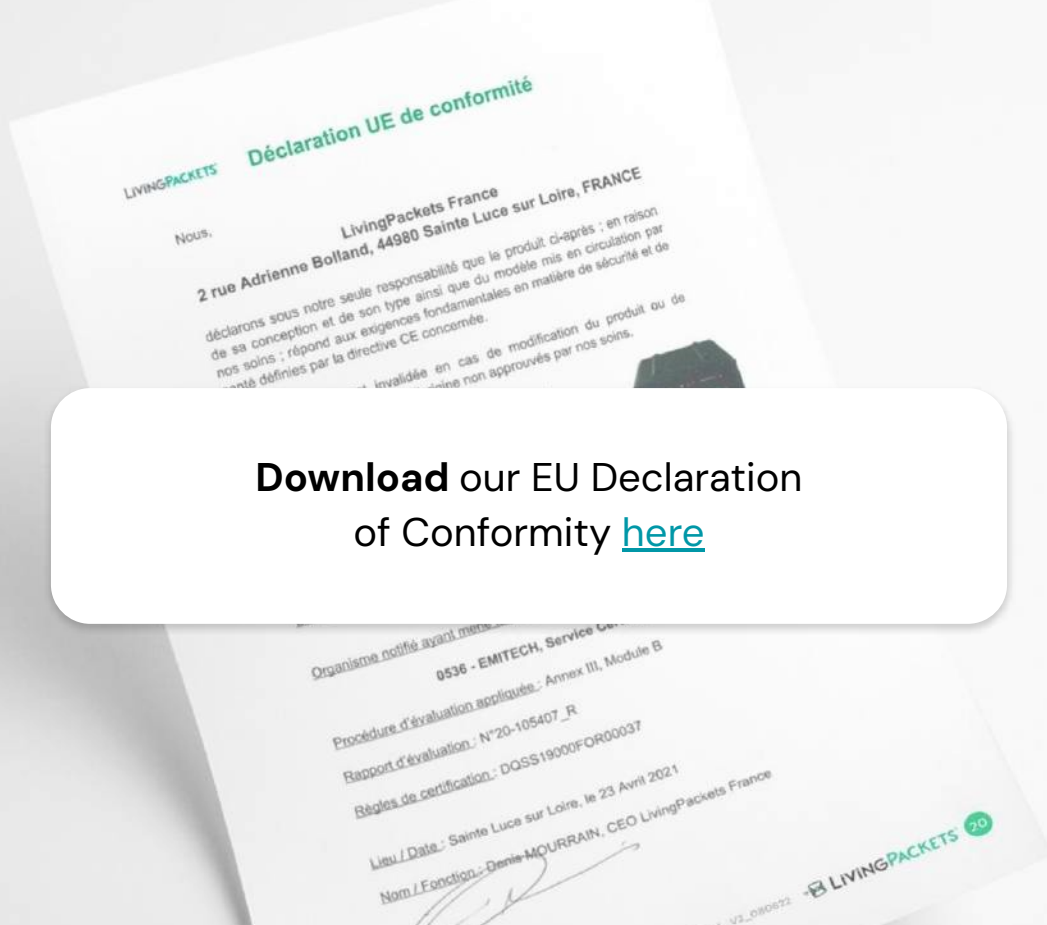 Déclaration UE de conformité
LIVINGPACKETS
Nous,
LivingPackets France
2 rue Adrienne Bolland, 44980 Sainte Luce sur Loire, FRANCE
déclarons sous notre seule responsabilité que le produit ci-après ; en raison
de sa conception et de son type ainsi que du modèle mis en circulation par
nos soins ; répond aux exigences fondamentales en matière de sécurité et de
santé définies par la directive CE concernée.
invalidée en cas de modification du produit ou de
non approuvés par nos soins.
Download our EU Declaration
of Conformity here
Organisme notifié ayant
0536 - EMITECH, Service
Procédure d'évaluation appliquée : Annex III, Module B
Rapport d'évaluation : N°20-105407_R
Règles de certification : DQSS19000FOR00037
Lieu / Date : Sainte Luce sur Loire, le 23 Avril 2021
Nom / Fonction : Denis MOURRAIN, CEO LivingPackets France
V2_080622
LIVINGPACKETS 20